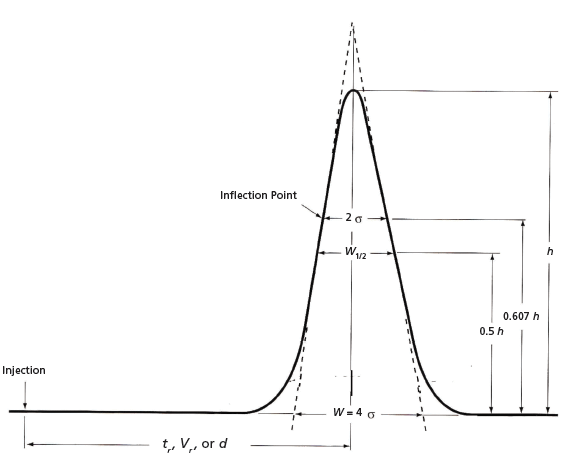 Inflection Point
2 σ
W1/2
h
0.607 h
0.5 h
Injection
W = 4 σ
tr, Vr, or d